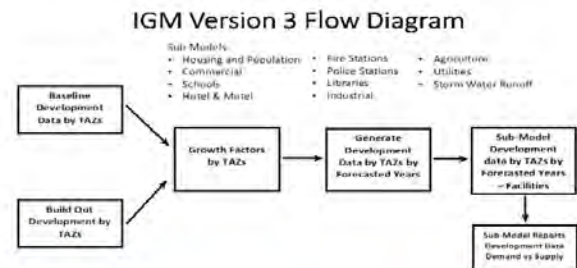 IGM Version 3 Flow Diagram
Sub Models
• Housing and Population
• Commercial
– Schools
• Hotel & Motel
• Fire Stations
• Police Stations
• Libraries
• Industrial
• Agriculture
• Utilities
– Storm Water Runoff
Baseline
Development
Data by TAZs
Build Out
Development by
TAZs
Growth Factors
by TAZs
Generate
Development
Data by TAZs by
Forecasted Years
Sub-Model
Development
data by TAZs by
Forecasted Years
– Facilities
Sub-Model Reports
Development Data
Demand vs Supply